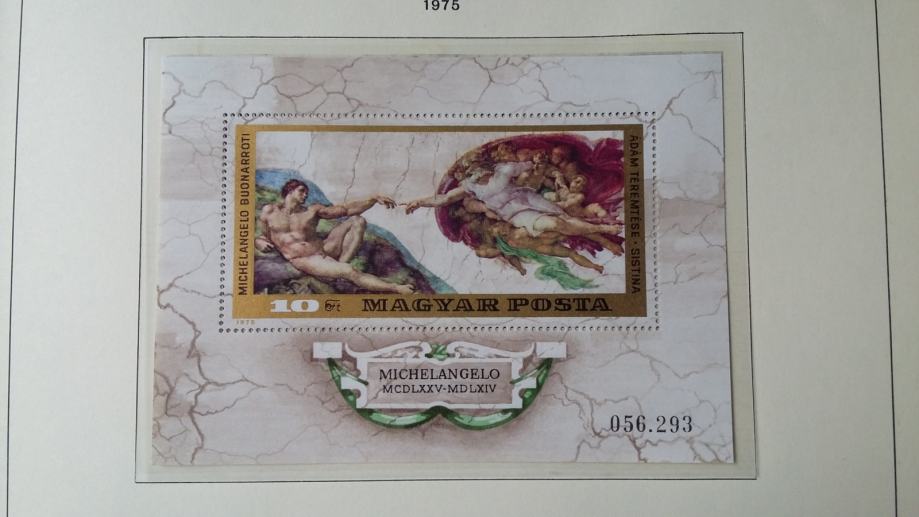 1975
MICHELANGELO BUONARROTI
ÁDÁM TEREMTÉSE · SISTINA
10 Ft MAGYAR POSTA
1975
MICHELANGELO
MCDLXXV-MDLXIV
056.293